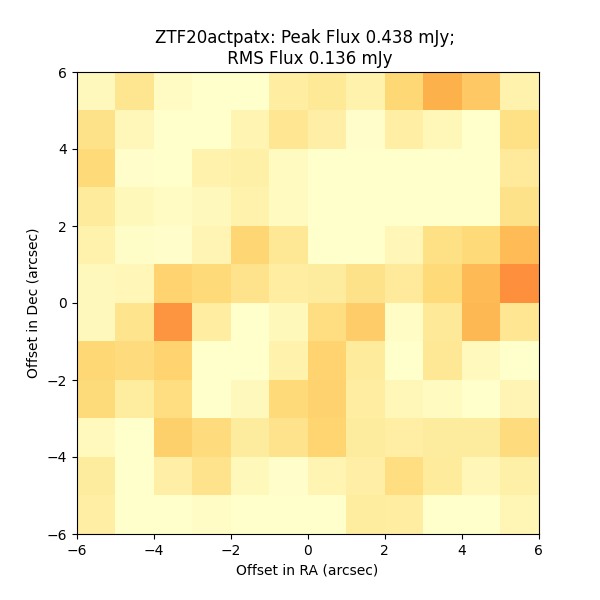 ZTF20actpatx: Peak Flux 0.438 mJy;
RMS Flux 0.136 mJy
6
4
2
0
−2
−4
−6
Offset in Dec (arcsec)
−6 −4 −2 0 2 4 6
Offset in RA (arcsec)